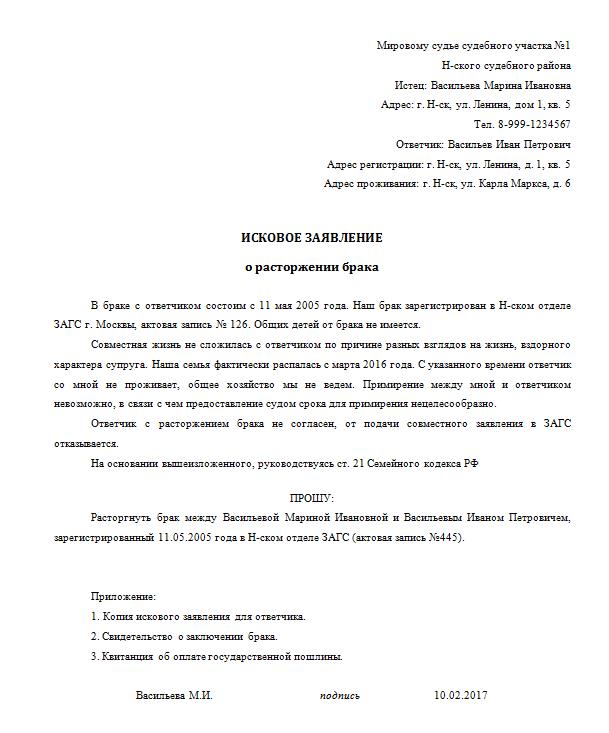 Мировому судье судебного участка №1
Н-ского судебного района
Истец: Васильева Марина Ивановна
Адрес: г. Н-ск, ул. Ленина, дом 1, кв. 5
Тел. 8-999-1234567
Ответчик: Васильев Иван Петрович
Адрес регистрации: г. Н-ск, ул. Ленина, д. 1, кв. 5
Адрес проживания: г. Н-ск, ул. Карла Маркса, д. 6
ИСКОВОЕ ЗАЯВЛЕНИЕ
о расторжении брака
В браке с ответчиком состоим с 11 мая 2005 года. Наш брак зарегистрирован в Н-ском отделе
ЗАГС г. Москвы, актовая запись № 126. Общих детей от брака не имеется.
Совместная жизнь не сложилась с ответчиком по причине разных взглядов на жизнь, вздорного
характера супруга. Наша семья фактически распалась с марта 2016 года. С указанного времени ответчик
со мной не проживает, общее хозяйство мы не ведем. Примирение между мной и ответчиком
невозможно, в связи с чем предоставление судом срока для примирения нецелесообразно.
Ответчик с расторжением брака не согласен, от подачи совместного заявления в ЗАГС
отказывается.
На основании вышеизложенного, руководствуясь ст. 21 Семейного кодекса РФ
ПРОШУ:
Расторгнуть брак между Васильевой Мариной Ивановной и Васильевым Иваном Петровичем,
зарегистрированный 11.05.2005 года в Н-ском отделе ЗАГС (актовая запись №445).
Приложение:
1. Копия искового заявления для ответчика.
2. Свидетельство о заключении брака.
3. Квитанция об оплате государственной пошлины.
Васильева М.И. подпись 10.02.2017